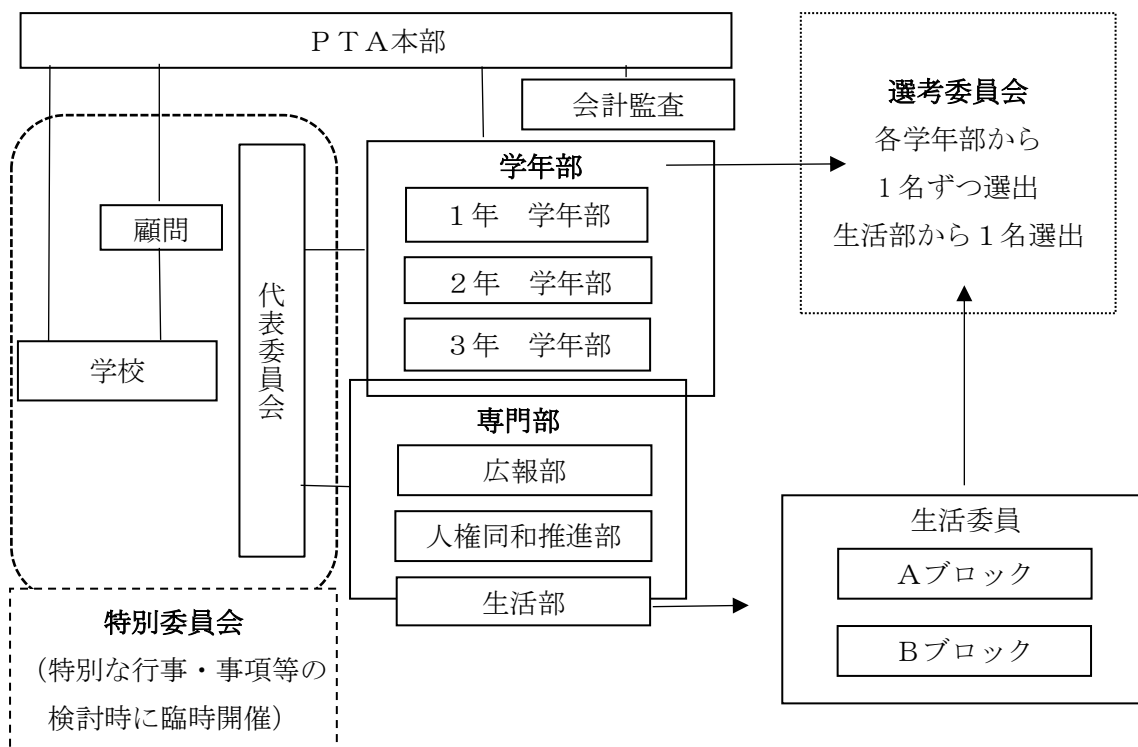 ＰＴＡ本部
会計監査
選考委員会
各学年部から
１名ずつ選出
生活部から１名選出
学年部
１年　学年部
２年　学年部
３年　学年部
顧問
学校
代表委員会
専門部
広報部
人権同和推進部
生活部
生活委員
Ａブロック
Ｂブロック
特別委員会
（特別な行事・事項等の
検討時に臨時開催）